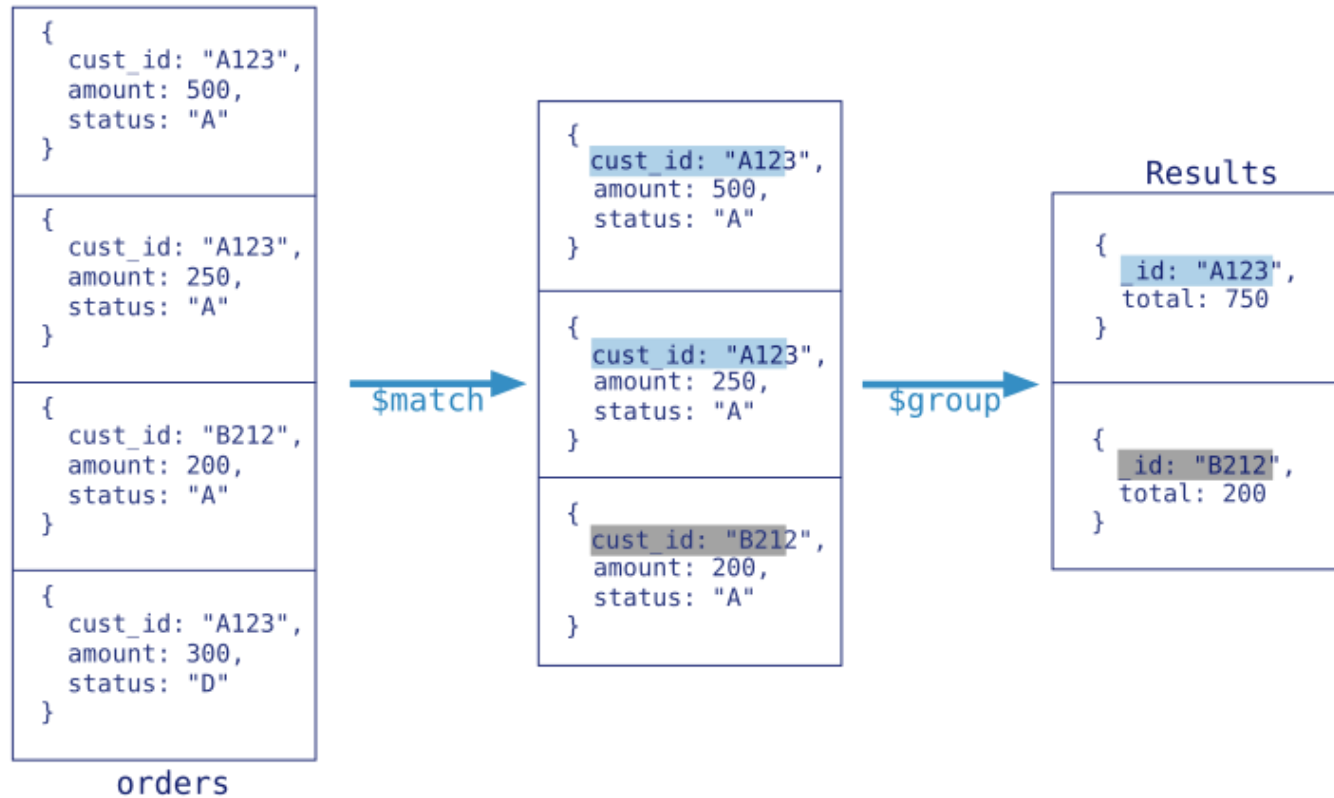 {
cust_id: "A123",
amount: 500,
status: "A"
}
{
cust_id: "A123",
amount: 250,
status: "A"
}
{
cust_id: "B212",
amount: 200,
status: "A"
}
{
cust_id: "A123",
amount: 300,
status: "D"
}
orders
$match
{
cust_id: "A123",
amount: 500,
status: "A"
}
{
cust_id: "A123",
amount: 250,
status: "A"
}
{
cust_id: "B212",
amount: 200,
status: "A"
}
$group
Results
{
_id: "A123",
total: 750
}
{
_id: "B212",
total: 200
}